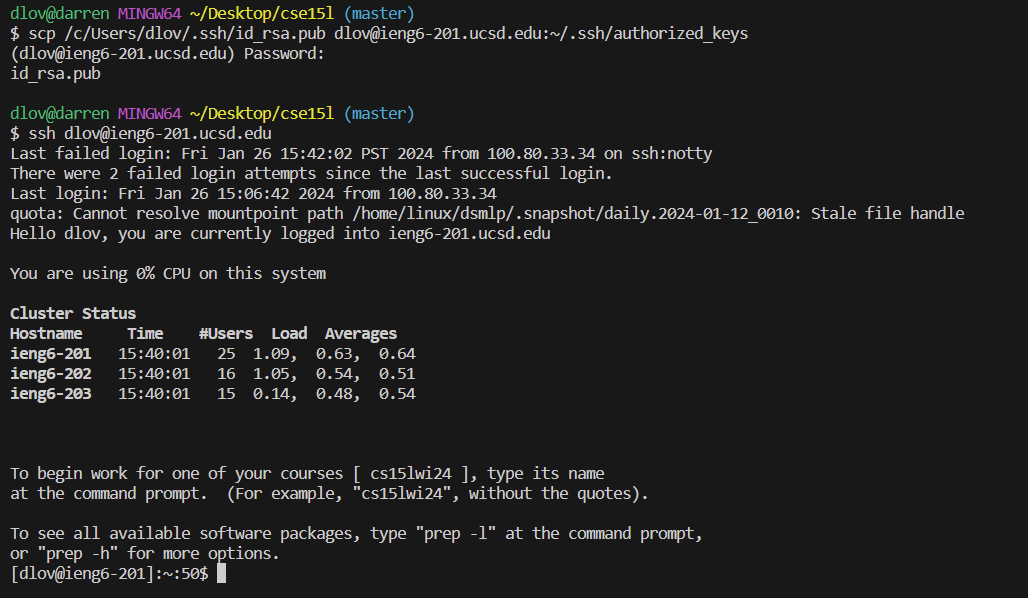 dlov@darren MINGW64 ~/Desktop/cse15l (master)
$ scp /c/Users/dlov/.ssh/id_rsa.pub dlov@ieng6-201.ucsd.edu:~/.ssh/authorized_keys
(dlov@ieng6-201.ucsd.edu) Password:
id_rsa.pub

dlov@darren MINGW64 ~/Desktop/cse15l (master)
$ ssh dlov@ieng6-201.ucsd.edu
Last failed login: Fri Jan 26 15:42:02 PST 2024 from 100.80.33.34 on ssh:notty
There were 2 failed login attempts since the last successful login.
Last login: Fri Jan 26 15:06:42 2024 from 100.80.33.34
quota: Cannot resolve mountpoint path /home/linux/dsmlp/.snapshot/daily.2024-01-12_0010: Stale file handle
Hello dlov, you are currently logged into ieng6-201.ucsd.edu

You are using 0% CPU on this system

Cluster Status
Hostname     Time    #Users  Load  Averages
ieng6-201   15:40:01   25  1.09,  0.63,  0.64
ieng6-202   15:40:01   16  1.05,  0.54,  0.51
ieng6-203   15:40:01   15  0.14,  0.48,  0.54

To begin work for one of your courses [ cs15lwi24 ], type its name
at the command prompt.  (For example, "cs15lwi24", without the quotes).

To see all available software packages, type "prep -l" at the command prompt,
or "prep -h" for more options.
[dlov@ieng6-201]:~:50$